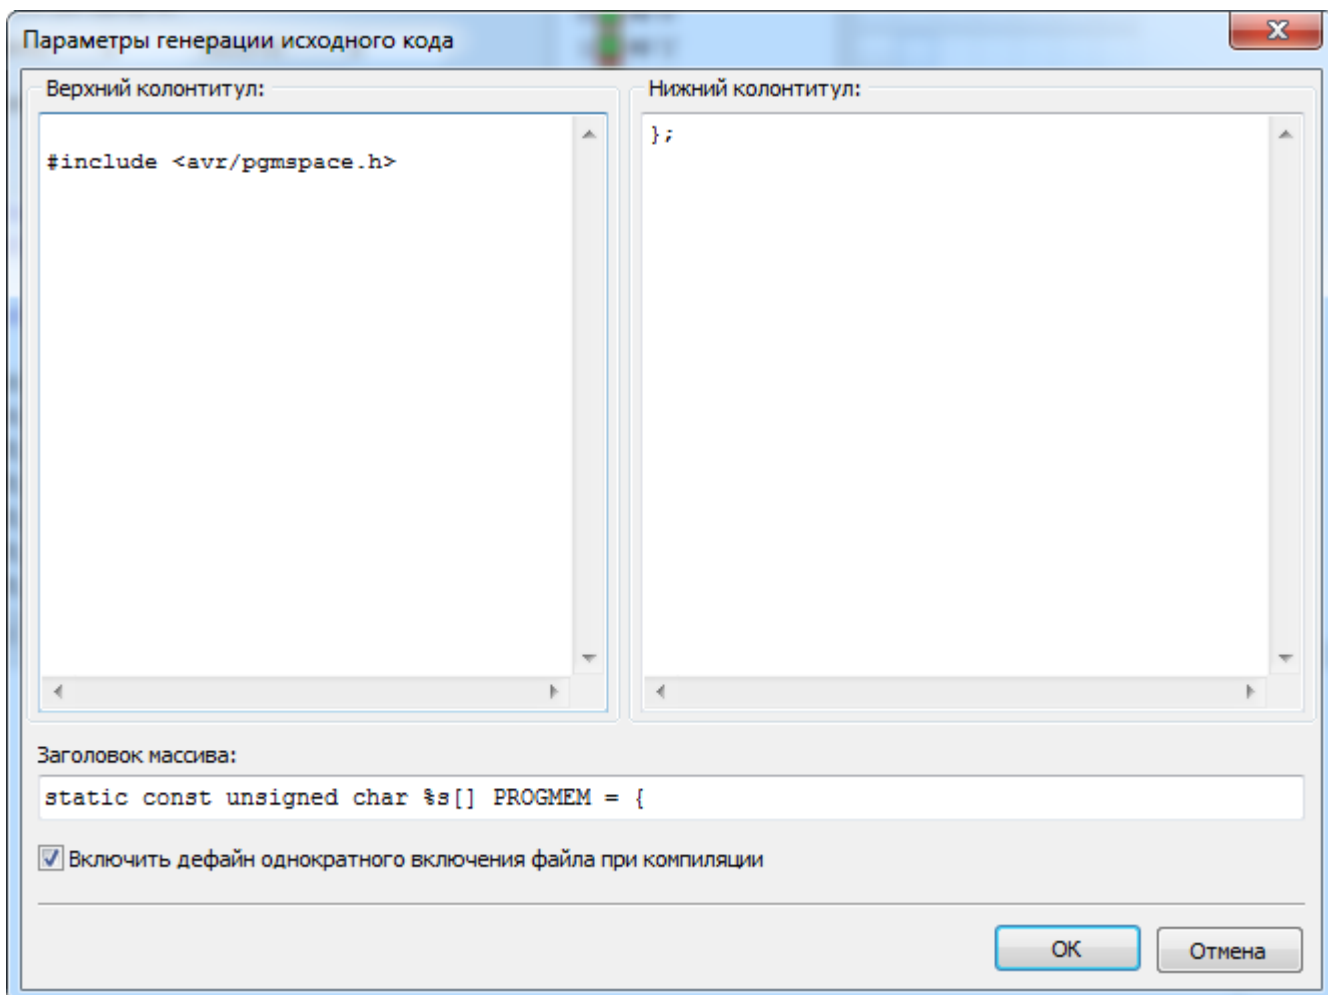 Параметры генерации исходного кода
Верхний колонтитул:
#include <avr/pgmspace.h>
Нижний колонтитул:
};
Заголовок массива:
static const unsigned char %s[] PROGMEM = {
Включить дефайн однократного включения файла при компиляции
OK
Отмена